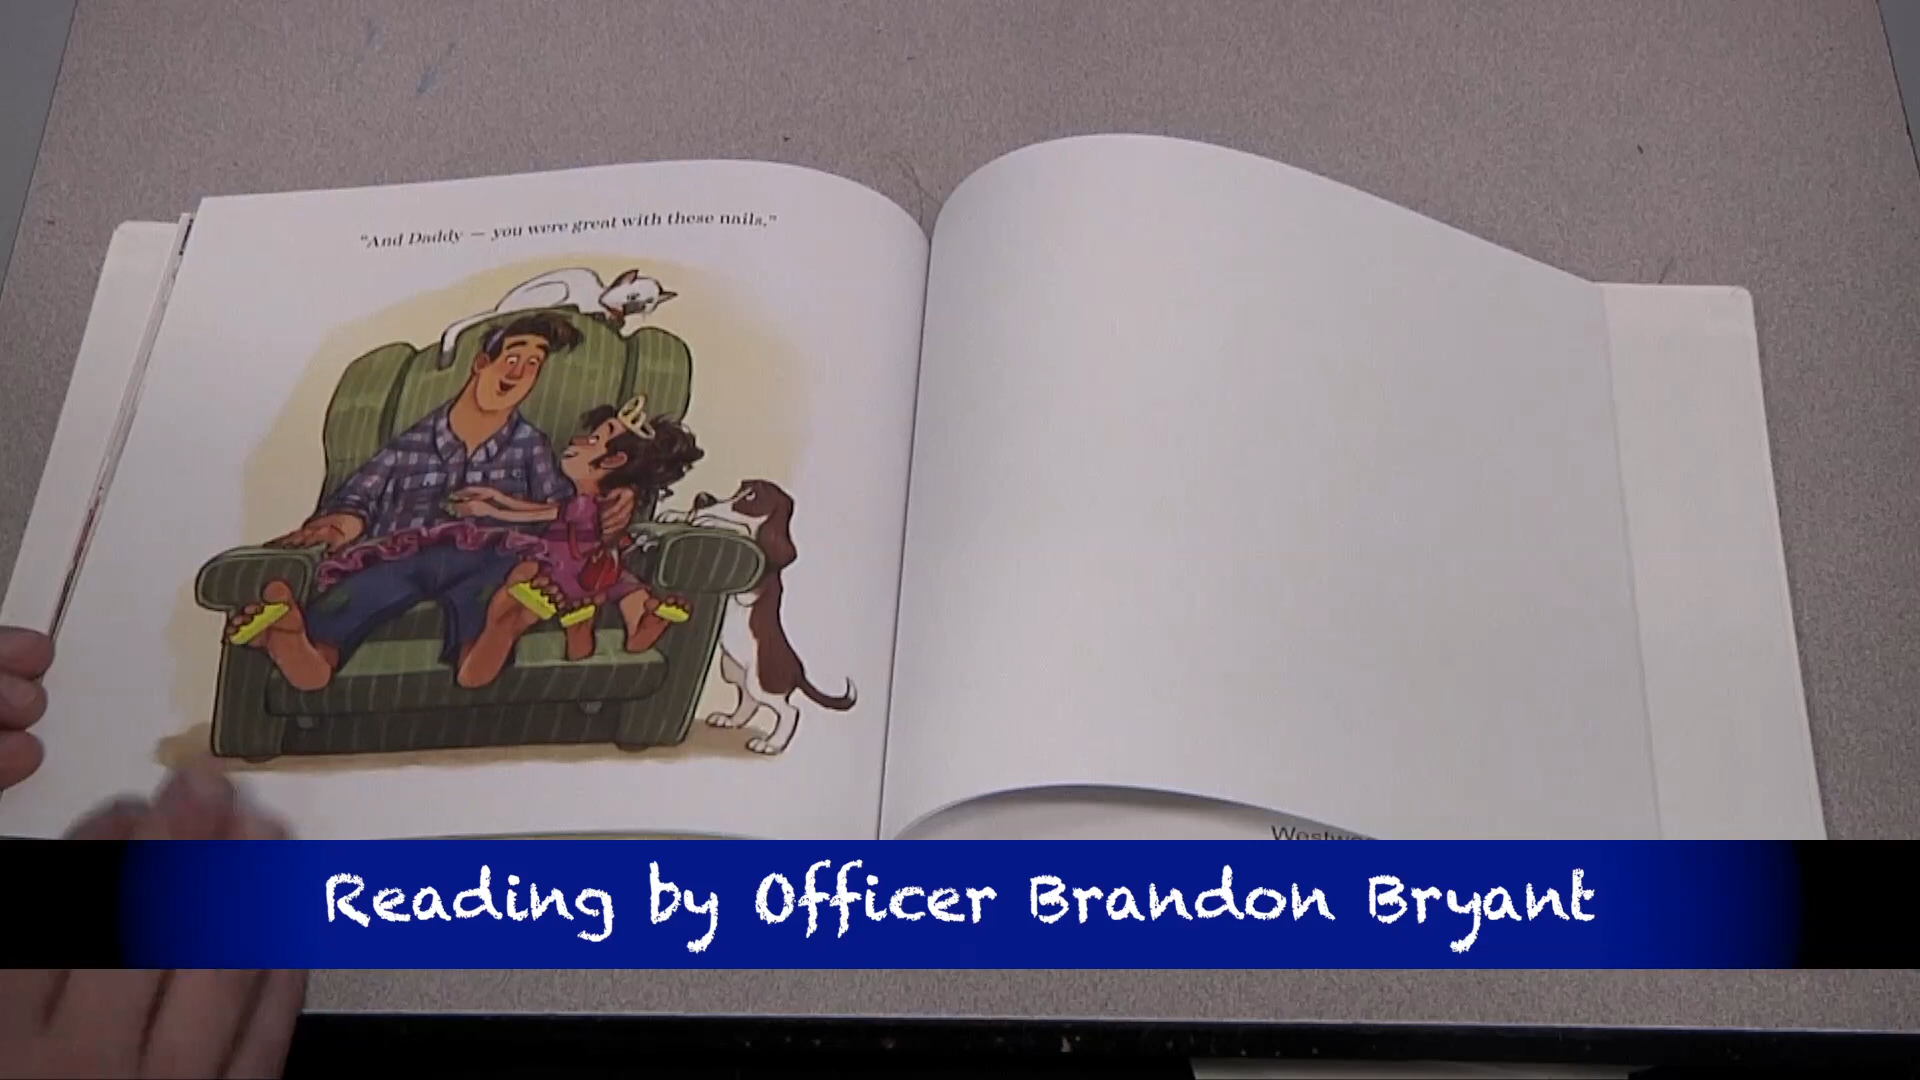 "And Daddy — you were great with these nails."
Reading by Officer Brandon Bryant